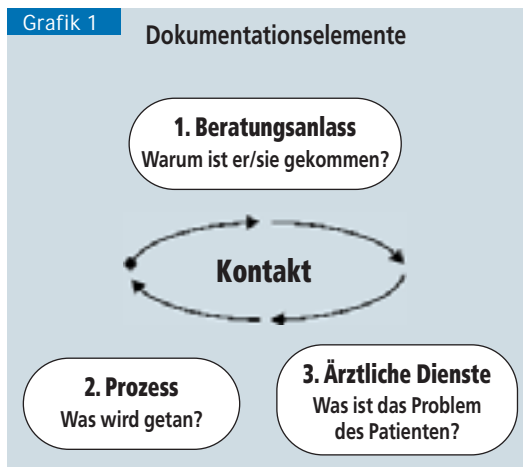 Grafik 1
Dokumentationselemente
1. Beratungsanlass
Warum ist er/sie gekommen?
Kontakt
2. Prozess
Was wird getan?
3. Ärztliche Dienste
Was ist das Problem
des Patienten?